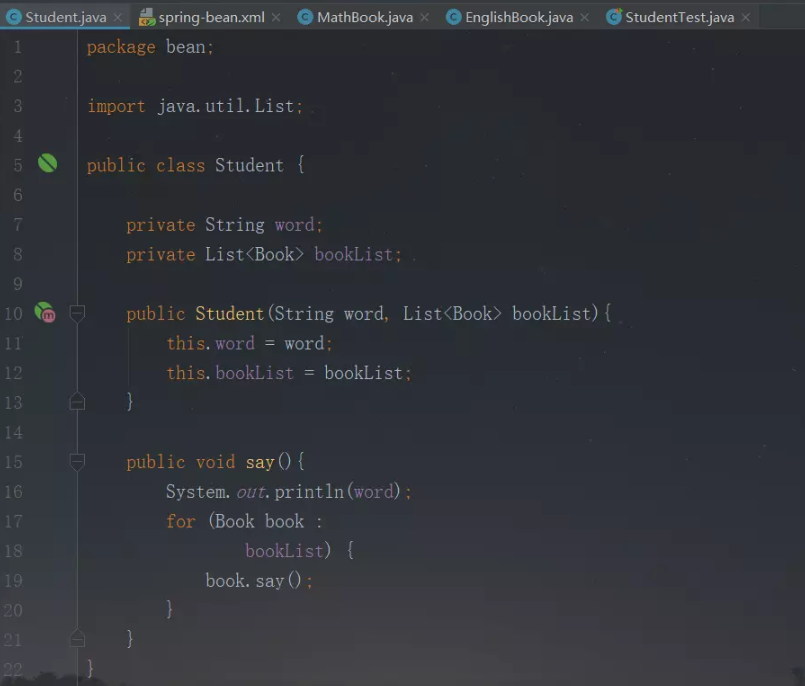 Student.java spring-bean.xml MathBook.java EnglishBook.java StudentTest.java
1 package bean;
2
3 import java.util.List;
4
5 public class Student {
6
7 private String word;
8 private List<Book> bookList;
9
10 public Student(String word, List<Book> bookList){
11 this.word = word;
12 this.bookList = bookList;
13 }
14
15 public void say(){
16 System.out.println(word);
17 for (Book book :
18 bookList) {
19 book.say();
20 }
21 }
22 }